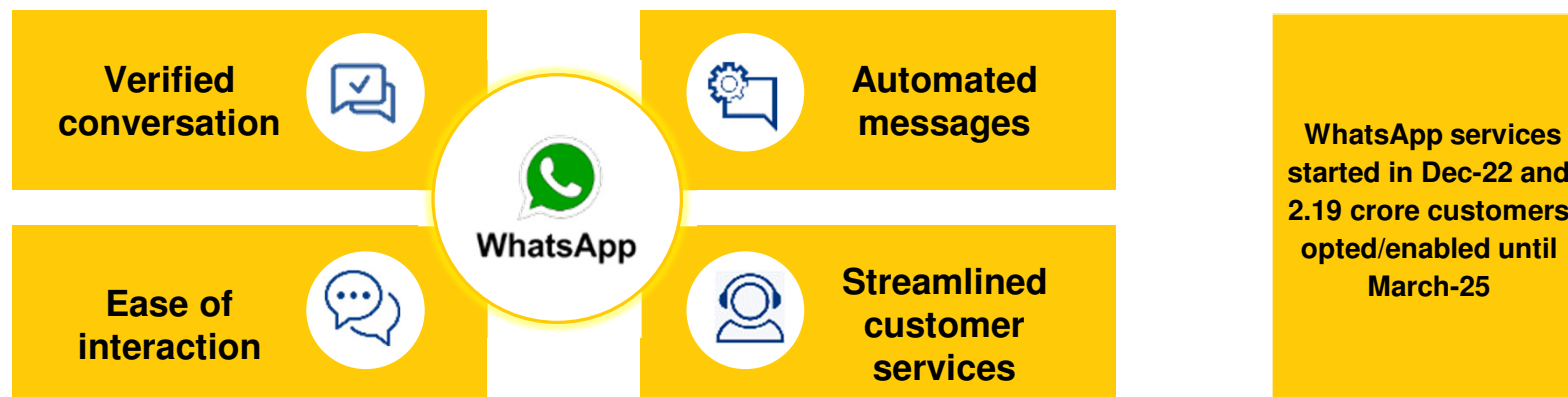 Verified
conversation
Automated
messages
WhatsApp
Ease of
interaction
Streamlined
customer
services
WhatsApp services
started in Dec-22 and
2.19 crore customers
opted/enabled until
March-25